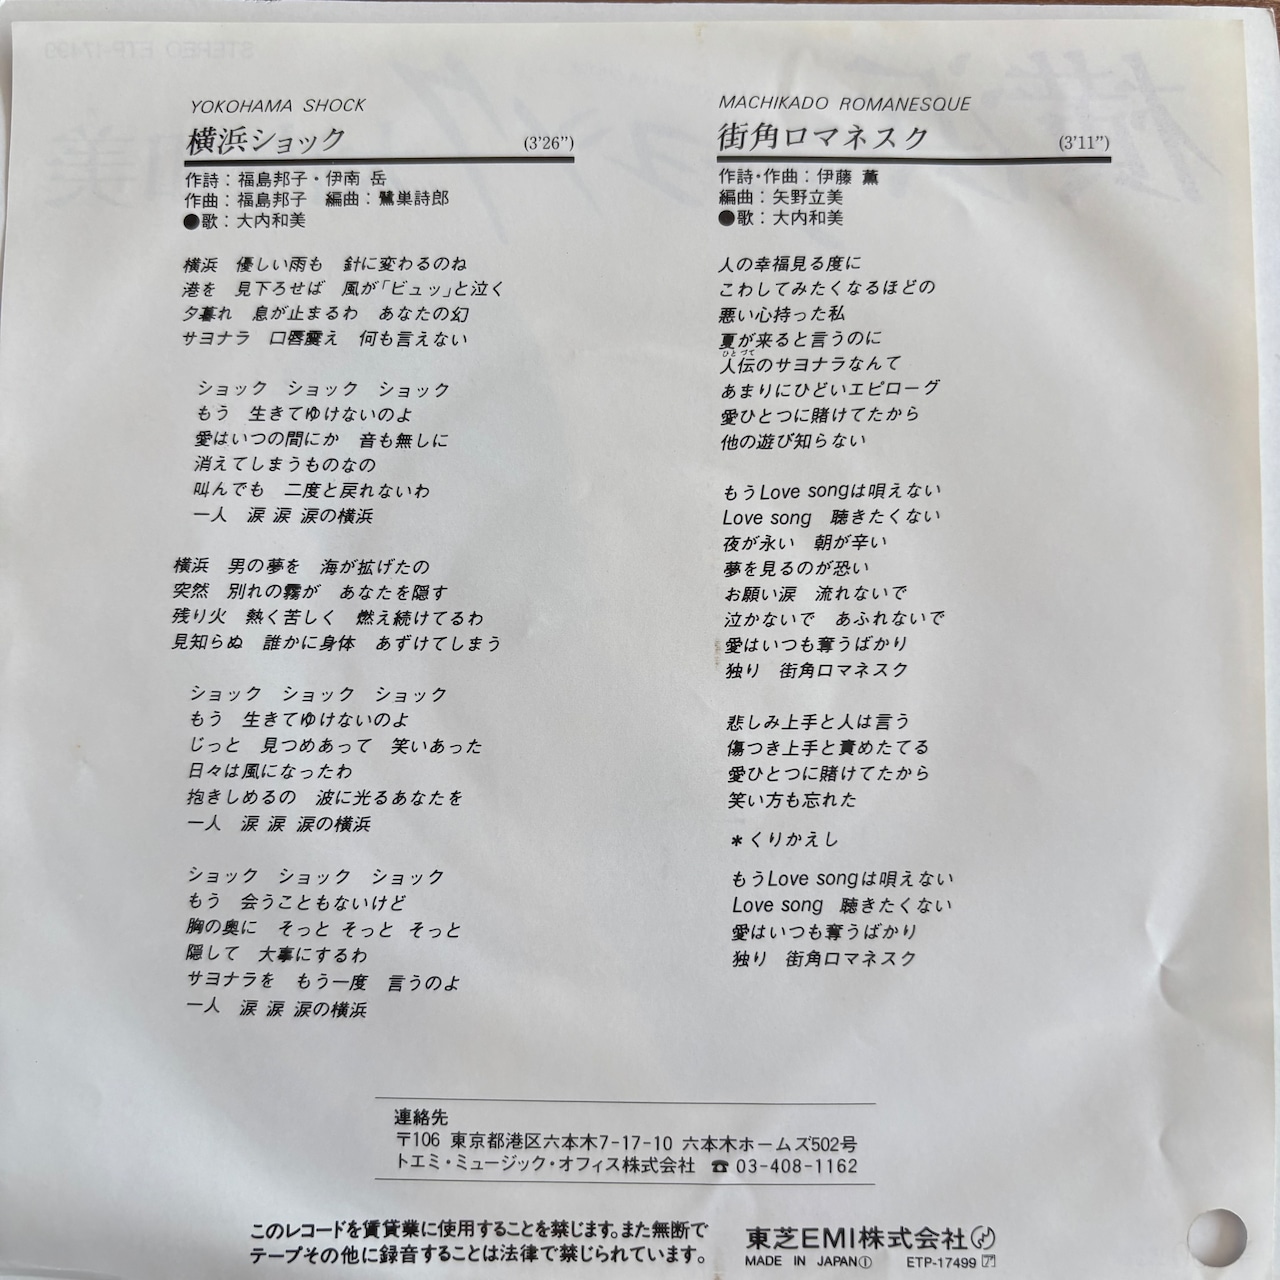 YOKOHAMA SHOCK
横浜ショック (3'26")
作詩：福島邦子・伊南 岳
作曲：福島邦子 編曲：鷺巣詩郎
●歌：大内和美
横浜 優しい雨も 針に変わるのね
港を 見下ろせば 風が「ビュッ」と泣く
夕暮れ 息が止まるわ あなたの幻
サヨナラ 口唇震え 何も言えない
ショック ショック ショック
もう 生きてゆけないのよ
愛はいつの間にか 音も無しに
消えてしまうものなの
叫んでも 二度と戻れないわ
一人 涙 涙 涙の横浜
横浜 男の夢を 海が拡げたの
突然 別れの霧が あなたを隠す
残り火 熱く苦しく 燃え続けてるわ
見知らぬ 誰かに身体 あずけてしまう
ショック ショック ショック
もう 生きてゆけないのよ
じっと 見つめあって 笑いあった
日々は風になったわ
抱きしめるの 波に光るあなたを
一人 涙 涙 涙の横浜
ショック ショック ショック
もう 会うこともないけど
胸の奥に そっと そっと そっと
隠して 大事にするわ
サヨナラを もう一度 言うのよ
一人 涙 涙 涙の横浜
MACHIKADO ROMANESQUE
街角ロマネスク (3'11")
作詩・作曲：伊藤 薫
編曲：矢野立美
●歌：大内和美
人の幸福見る度に
こわしてみたくなるほどの
悪い心持った私
夏が来ると言うのに
ひとづて
人伝のサヨナラなんて
あまりにひどいエピローグ
愛ひとつに賭けてたから
他の遊び知らない
もうLove songは唄えない
Love song 聴きたくない
夜が永い 朝が辛い
夢を見るのが恐い
お願い涙 流れないで
泣かないで あふれないで
愛はいつも奪うばかり
独り 街角ロマネスク
悲しみ上手と人は言う
傷つき上手と責めたてる
愛ひとつに賭けてたから
笑い方も忘れた
＊くりかえし
もうLove songは唄えない
Love song 聴きたくない
愛はいつも奪うばかり
独り 街角ロマネスク
連絡先
〒106 東京都港区六本木7-17-10 六本木ホームズ502号
トエミ・ミュージック・オフィス株式会社 ☎ 03-408-1162
このレコードを賃貸業に使用することを禁じます。また無断で
テープその他に録音することは法律で禁じられています。
東芝EMI株式会社
MADE IN JAPAN① ETP-17499